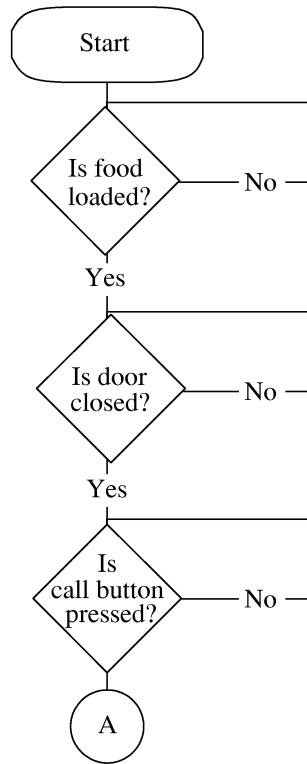 Start
Is food
loaded?
No
Yes
Is door
closed?
No
Yes
Is
call button
pressed?
No
A